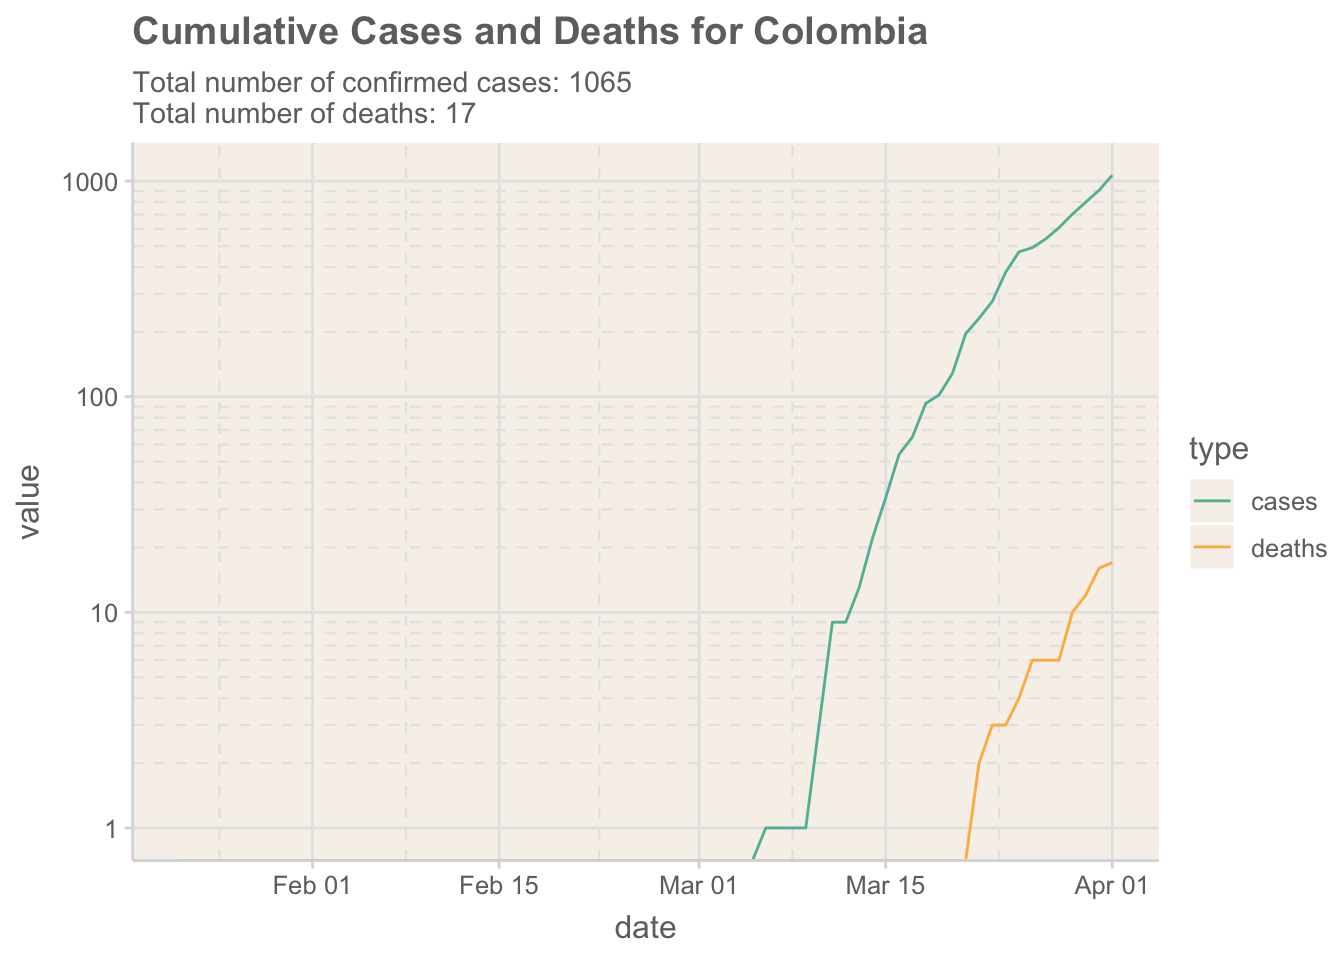 Cumulative Cases and Deaths for Colombia
Total number of confirmed cases: 1065
Total number of deaths: 17
1000
100
10
1
value
Feb 01
Feb 15
Mar 01
Mar 15
Apr 01
date
type
cases
deaths